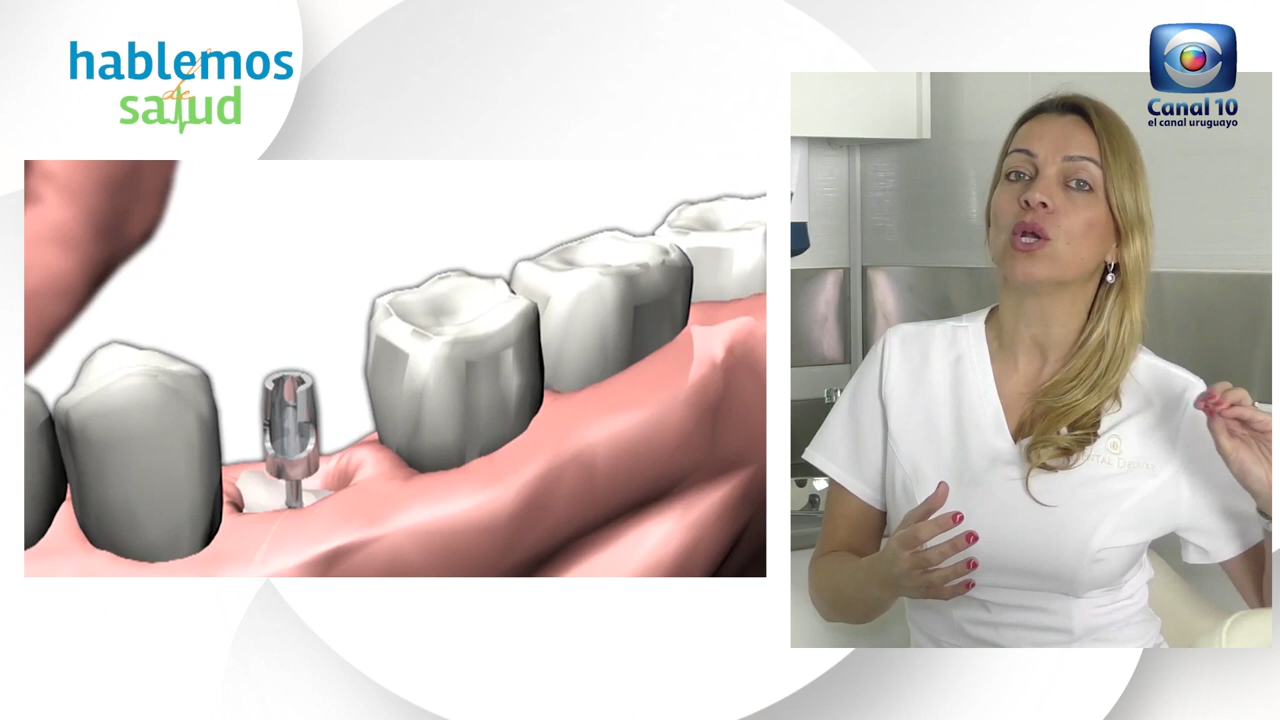 hablemos
de
salud
Canal 10
el canal uruguayo